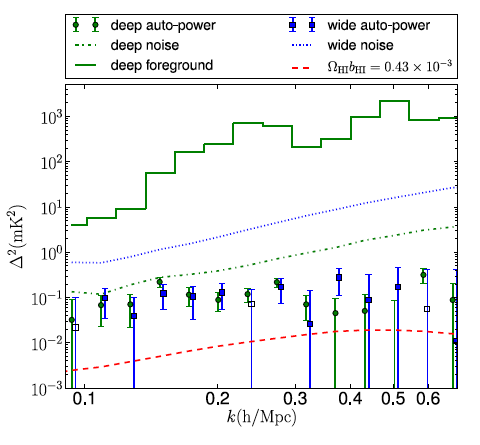 deep auto-power wide auto-power
deep noise wide noise
deep foreground Ω_HI b_HI = 0.43 × 10⁻³
10³
10²
10¹
10⁰
10⁻¹
10⁻²
10⁻³
Δ²(mK²)
0.1 0.2 0.3 0.4 0.5 0.6
k(h/Mpc)